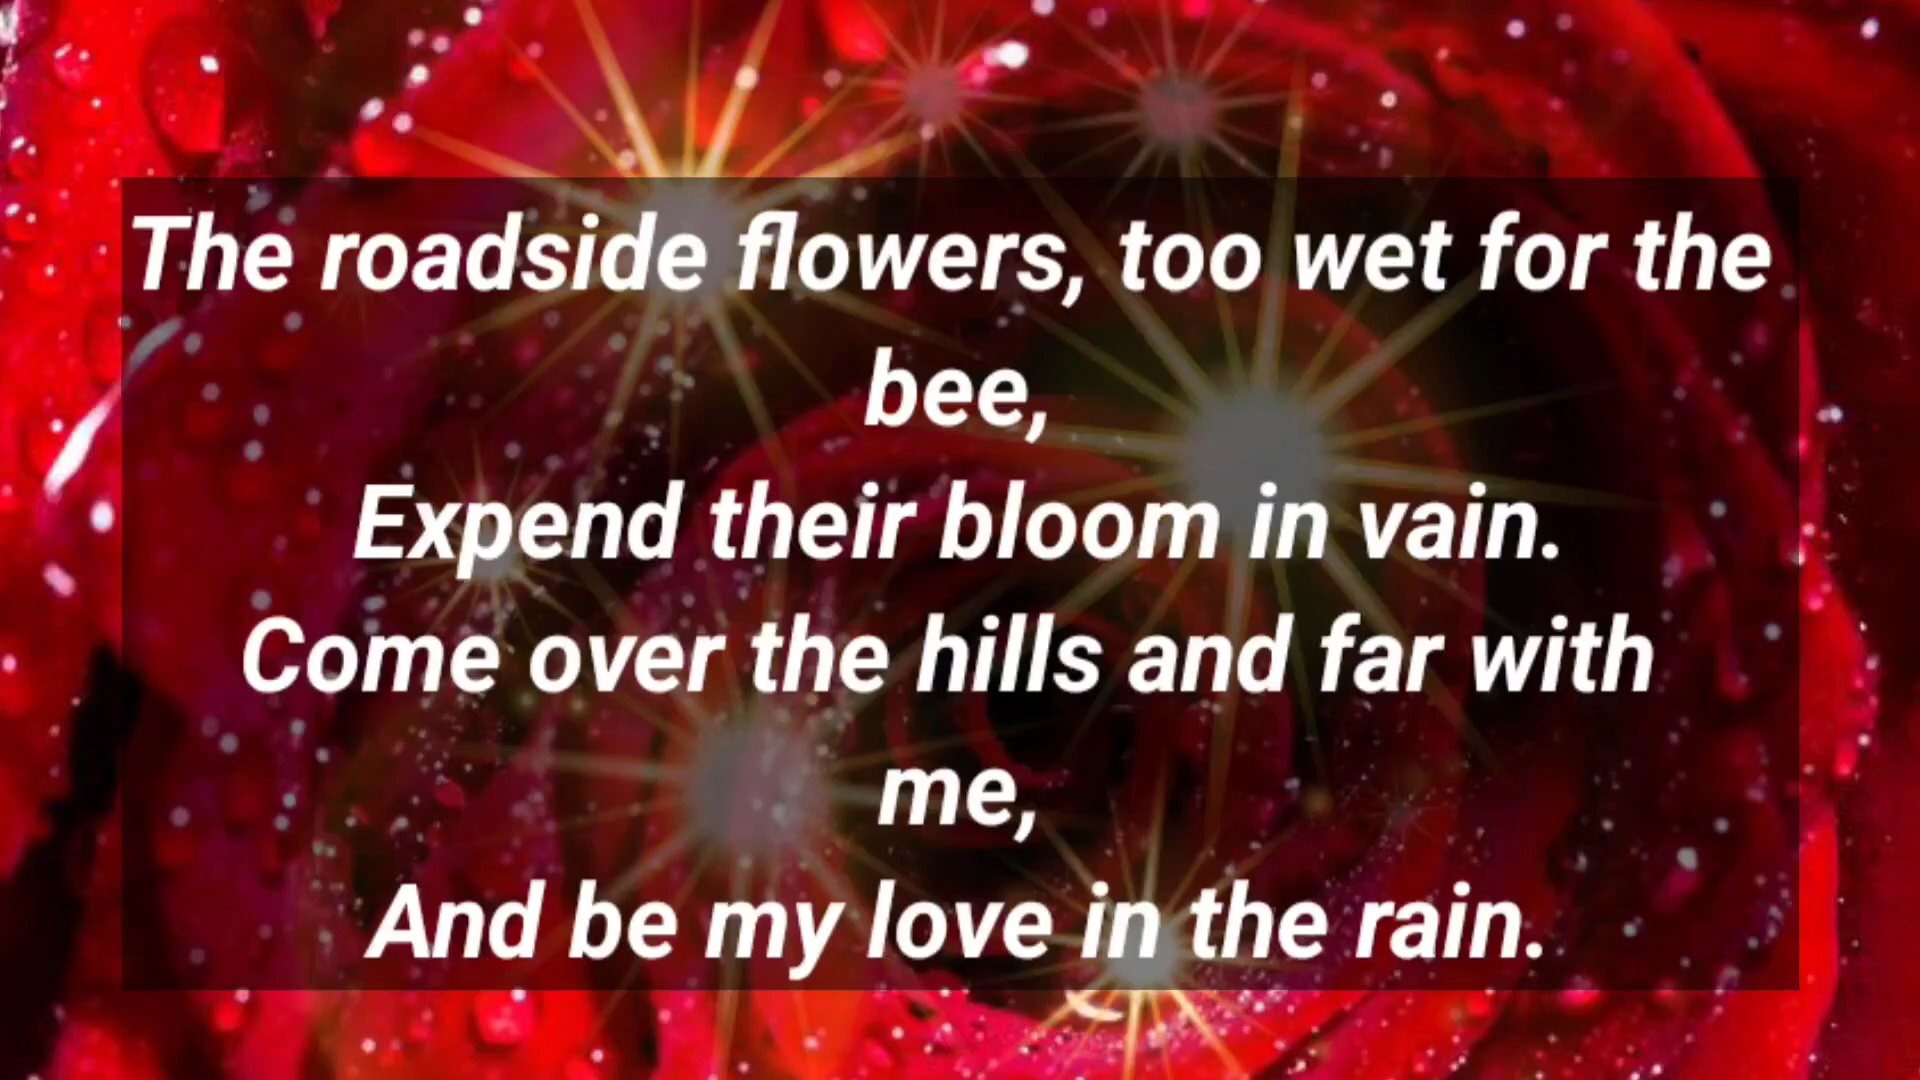 The roadside flowers, too wet for the
bee,
Expend their bloom in vain.
Come over the hills and far with
me,
And be my love in the rain.